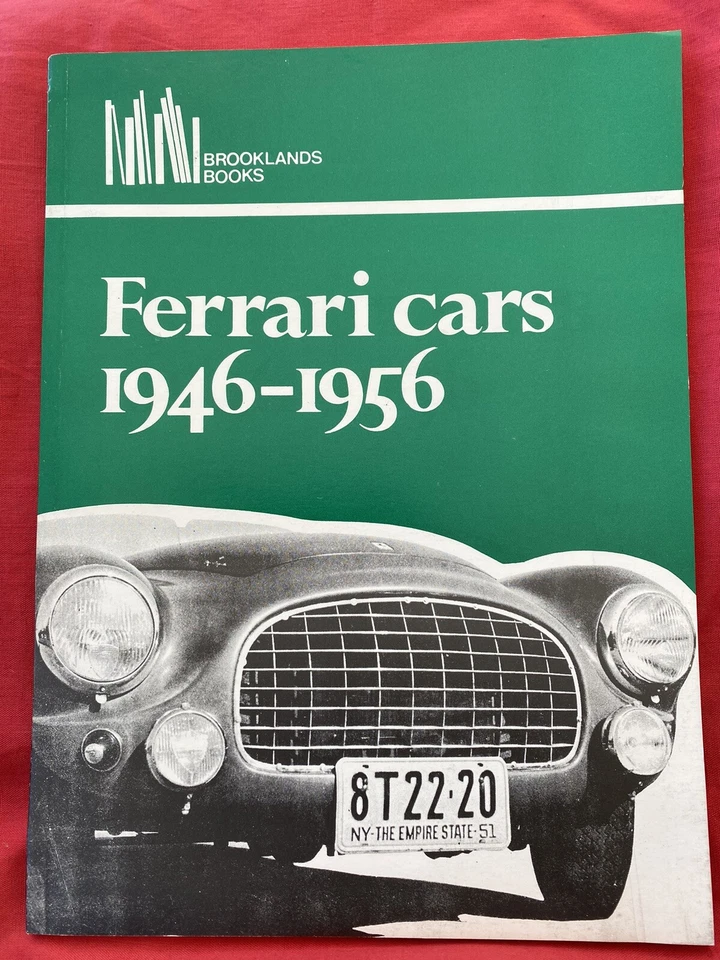 BROOKLANDS
BOOKS
Ferrari cars
1946-1956
8T22·20
NY-THE EMPIRE STATE-51